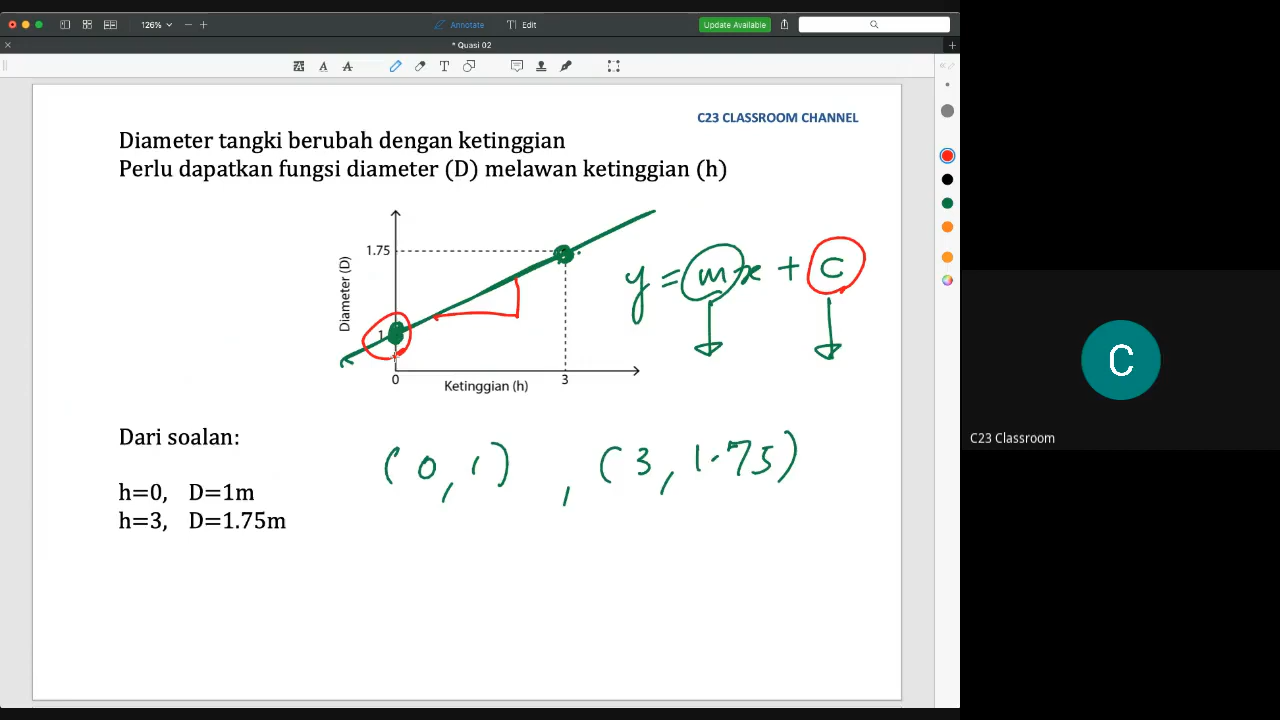 126%
Annotate
Edit
Update Available
* Quasi 02
C23 CLASSROOM CHANNEL
Diameter tangki berubah dengan ketinggian
Perlu dapatkan fungsi diameter (D) melawan ketinggian (h)
1.75
Diameter (D)
1
0
Ketinggian (h)
3
y = mx + c
Dari soalan:
(0, 1) , (3, 1.75)
h=0, D=1m
h=3, D=1.75m
C
C23 Classroom